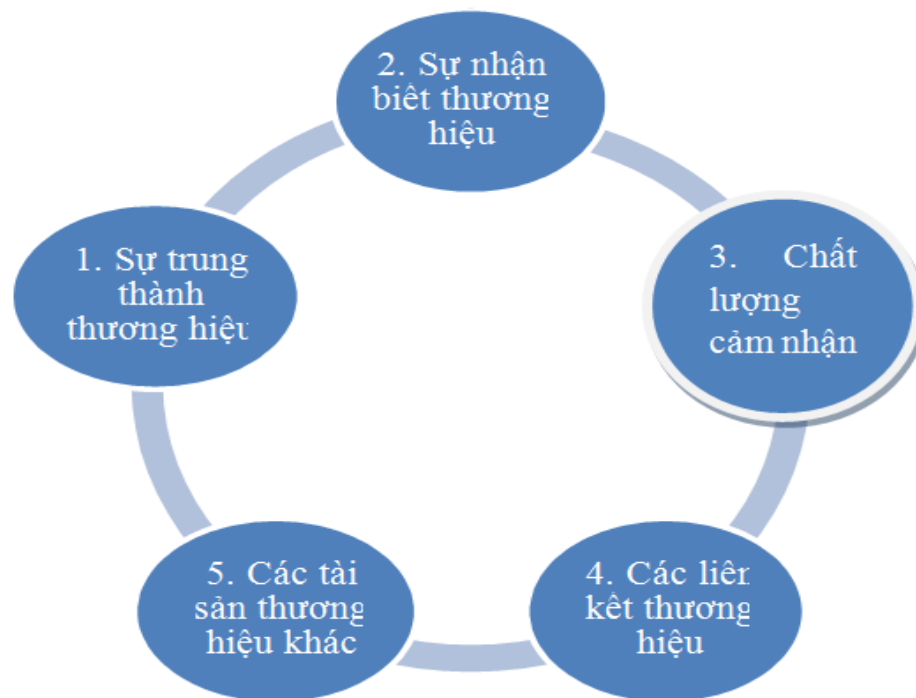 2. Sự nhận
biết thương
hiệu
1. Sự trung
thành
thương hiệu
3. Chất
lượng
cảm nhận
5. Các tài
sản thương
hiệu khác
4. Các liên
kết thương
hiệu